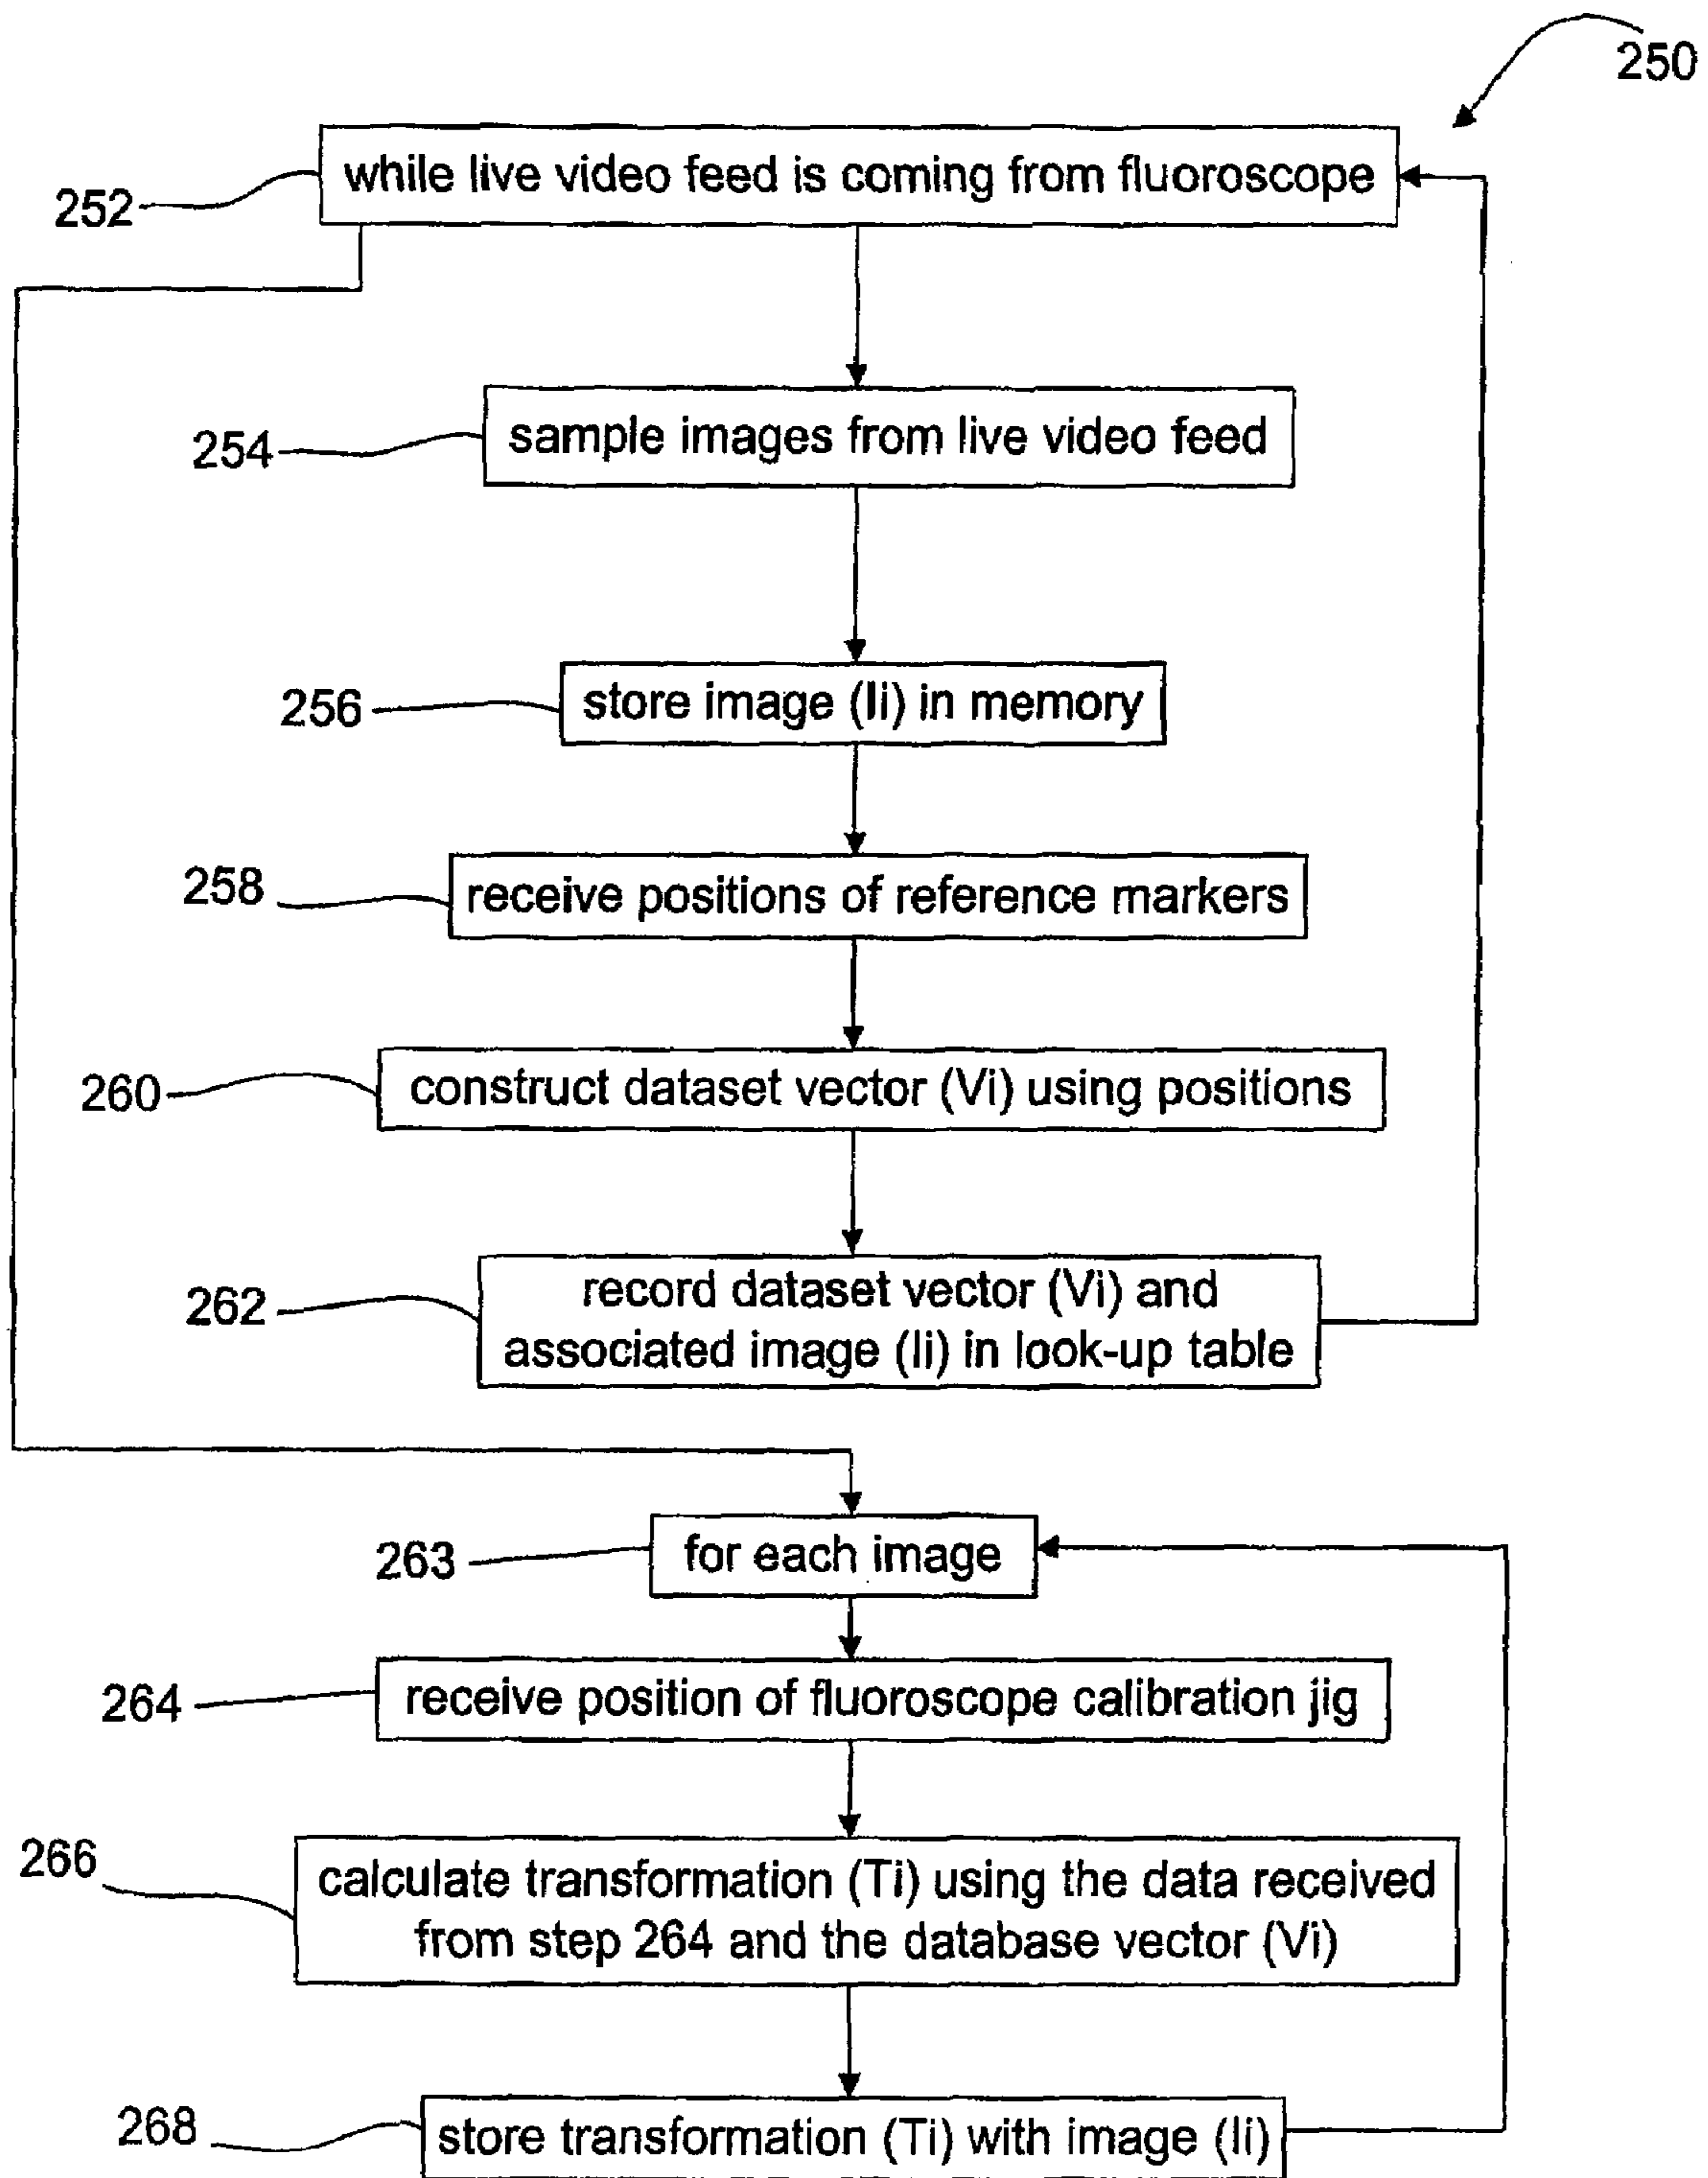 250
252
while live video feed is coming from fluoroscope
254
sample images from live video feed
256
store image (Ii) in memory
258
receive positions of reference markers
260
construct dataset vector (Vi) using positions
262
record dataset vector (Vi) and
associated image (Ii) in look-up table
263
for each image
264
receive position of fluoroscope calibration jig
266
calculate transformation (Ti) using the data received
from step 264 and the database vector (Vi)
268
store transformation (Ti) with image (Ii)